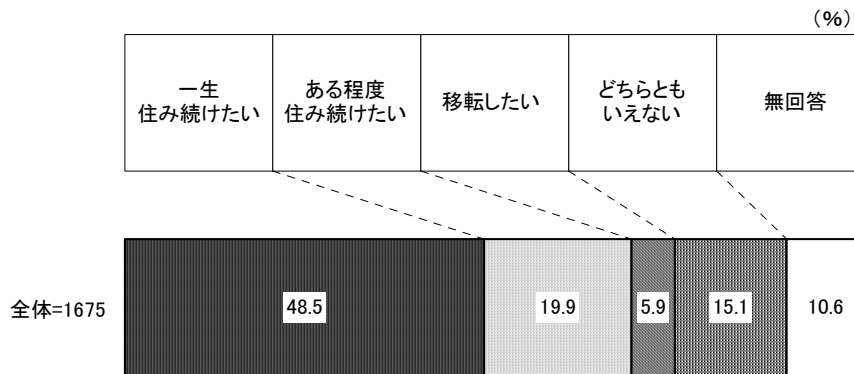 （％）
一生
住み続けたい
ある程度
住み続けたい
移転したい
どちらとも
いえない
無回答
全体=1675
48.5
19.9
5.9
15.1
10.6